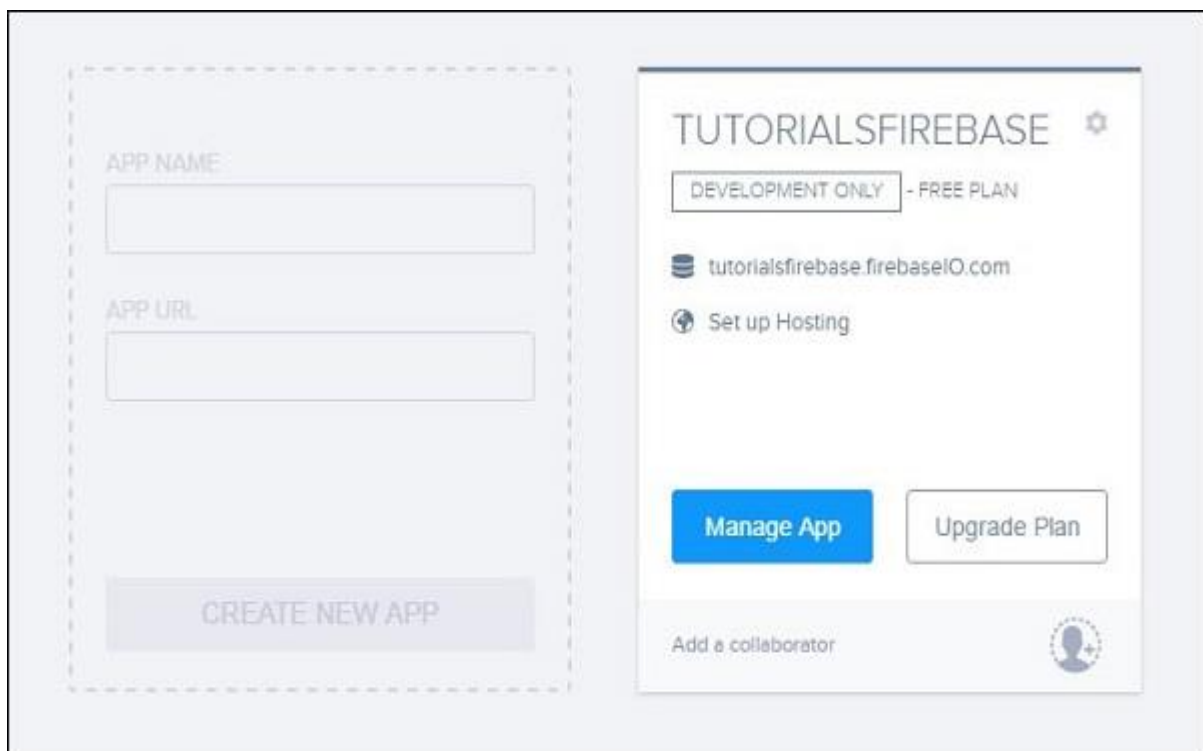 APP NAME
APP URL
CREATE NEW APP
TUTORIALSFIREBASE
DEVELOPMENT ONLY - FREE PLAN
tutorialsfirebase.firebaseIO.com
Set up Hosting
Manage App
Upgrade Plan
Add a collaborator